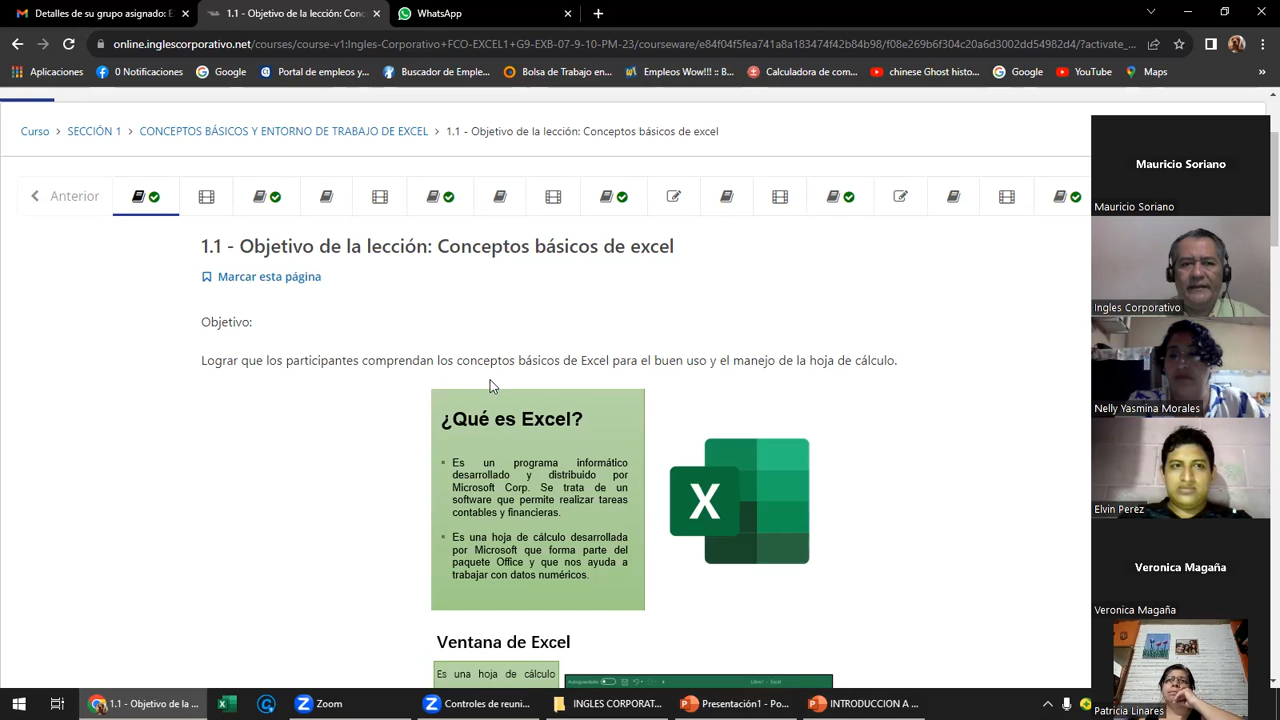 Detalles de su grupo asignado: E
1.1 - Objetivo de la lección: Conc
WhatsApp
online.inglescorporativo.net/courses/course-v1:Ingles-Corporativo+FCO-EXCEL1+G9-EXB-07-9-10-PM-23/courseware/e84f04f5fea741a8a183474f42b84b98/f08e269b6f304c20a6d3002dd54982d4/?activate_...
Aplicaciones
0 Notificaciones
Google
Portal de empleos y...
Buscador de Emple...
Bolsa de Trabajo en...
Empleos Wow!!! :: B...
Calculadora de com...
chinese Ghost histo...
Google
YouTube
Maps
»
Curso > SECCIÓN 1 > CONCEPTOS BÁSICOS Y ENTORNO DE TRABAJO DE EXCEL > 1.1 - Objetivo de la lección: Conceptos básicos de excel
Anterior
1.1 - Objetivo de la lección: Conceptos básicos de excel
Marcar esta página
Objetivo:
Lograr que los participantes comprendan los conceptos básicos de Excel para el buen uso y el manejo de la hoja de cálculo.
¿Qué es Excel?
Es un programa informático
desarrollado y distribuido por
Microsoft Corp. Se trata de un
software que permite realizar tareas
contables y financieras.
Es una hoja de cálculo desarrollada
por Microsoft que forma parte del
paquete Office y que nos ayuda a
trabajar con datos numéricos.
X
Ventana de Excel
Es una hoja de cálculo
Mauricio Soriano
Mauricio Soriano
Ingles Corporativo
Nelly Yasmina Morales
Elvin Perez
Veronica Magaña
Veronica Magaña
Patricia Linares
1.1 - Objetivo de la ...
Zoom
Controles de reuni...
INGLES CORPORAT...
Presentación1 - Po...
INTRODUCCION A ...